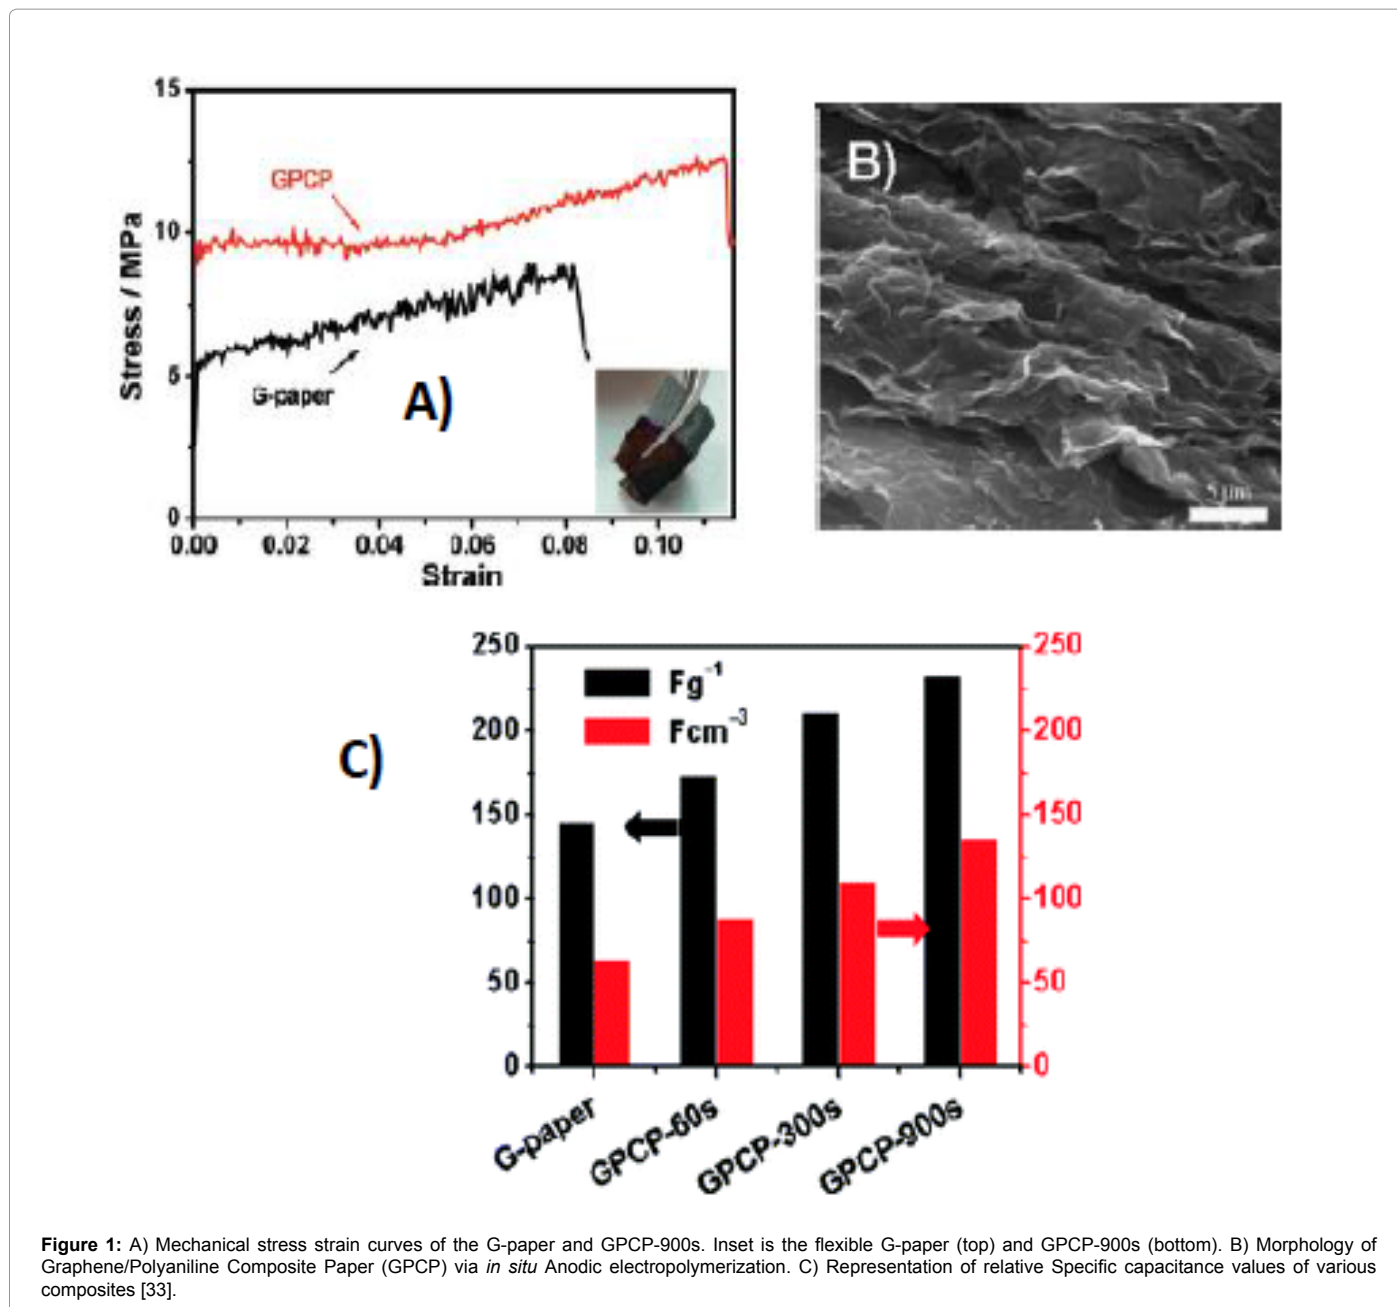 15
10
5
0
Stress / MPa
GPCP
G-paper
A)
0.00 0.02 0.04 0.06 0.08 0.10
Strain
B)
5 µm
C)
250
200
150
100
50
0
Fg⁻¹
Fcm⁻³
250
200
150
100
50
0
G-paper
GPCP-60s
GPCP-300s
GPCP-900s
Figure 1: A) Mechanical stress strain curves of the G-paper and GPCP-900s. Inset is the flexible G-paper (top) and GPCP-900s (bottom). B) Morphology of
Graphene/Polyaniline Composite Paper (GPCP) via in situ Anodic electropolymerization. C) Representation of relative Specific capacitance values of various
composites [33].